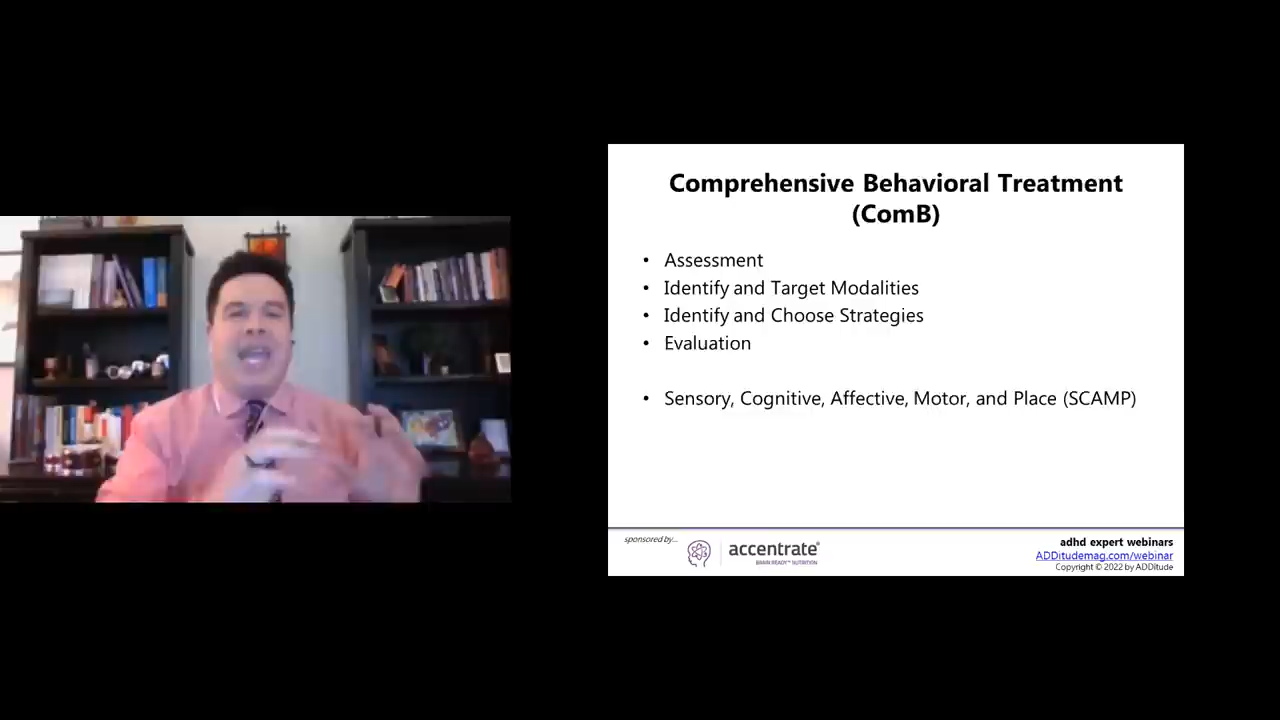 Comprehensive Behavioral Treatment
(ComB)
• Assessment
• Identify and Target Modalities
• Identify and Choose Strategies
• Evaluation
• Sensory, Cognitive, Affective, Motor, and Place (SCAMP)
sponsored by...
accentrate®
BRAIN READY™ NUTRITION
adhd expert webinars
ADDitudemag.com/webinar
Copyright © 2022 by ADDitude